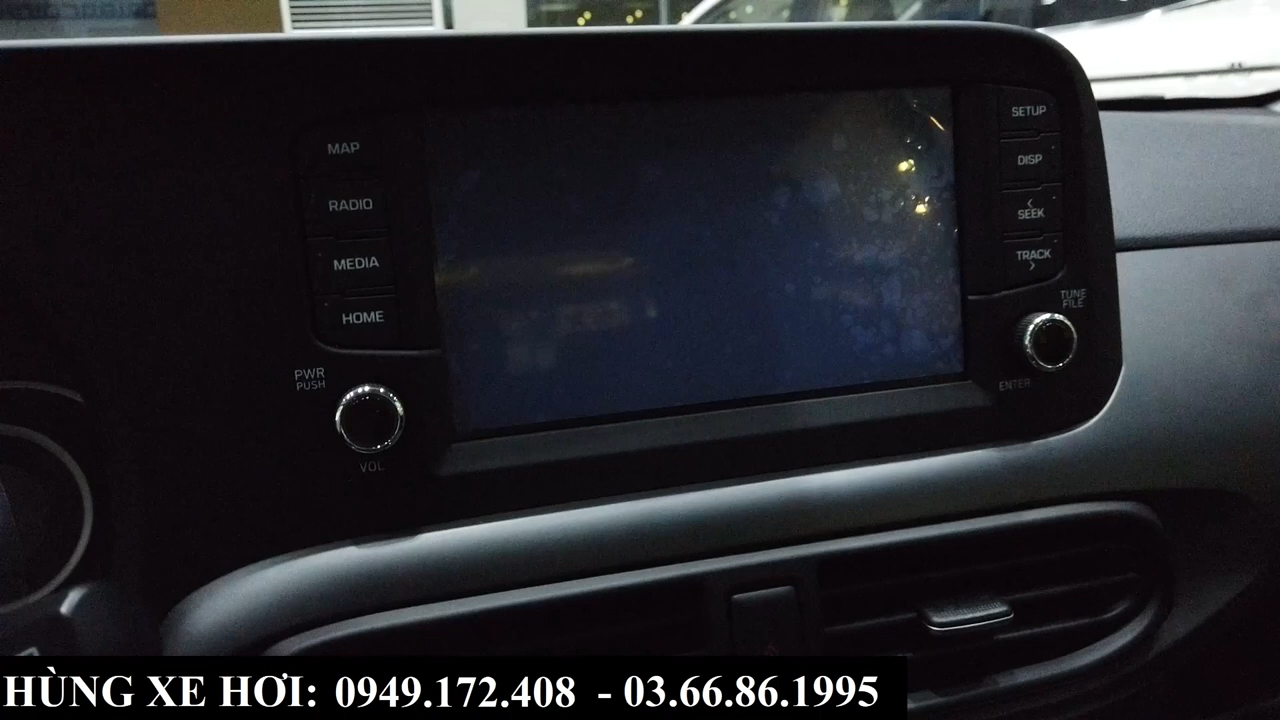 MAP
RADIO
MEDIA
HOME
PWR
PUSH
VOL
SETUP
DISP
<
SEEK
TRACK
>
TUNE
FILE
ENTER
HÙNG XE HƠI: 0949.172.408 - 03.66.86.1995